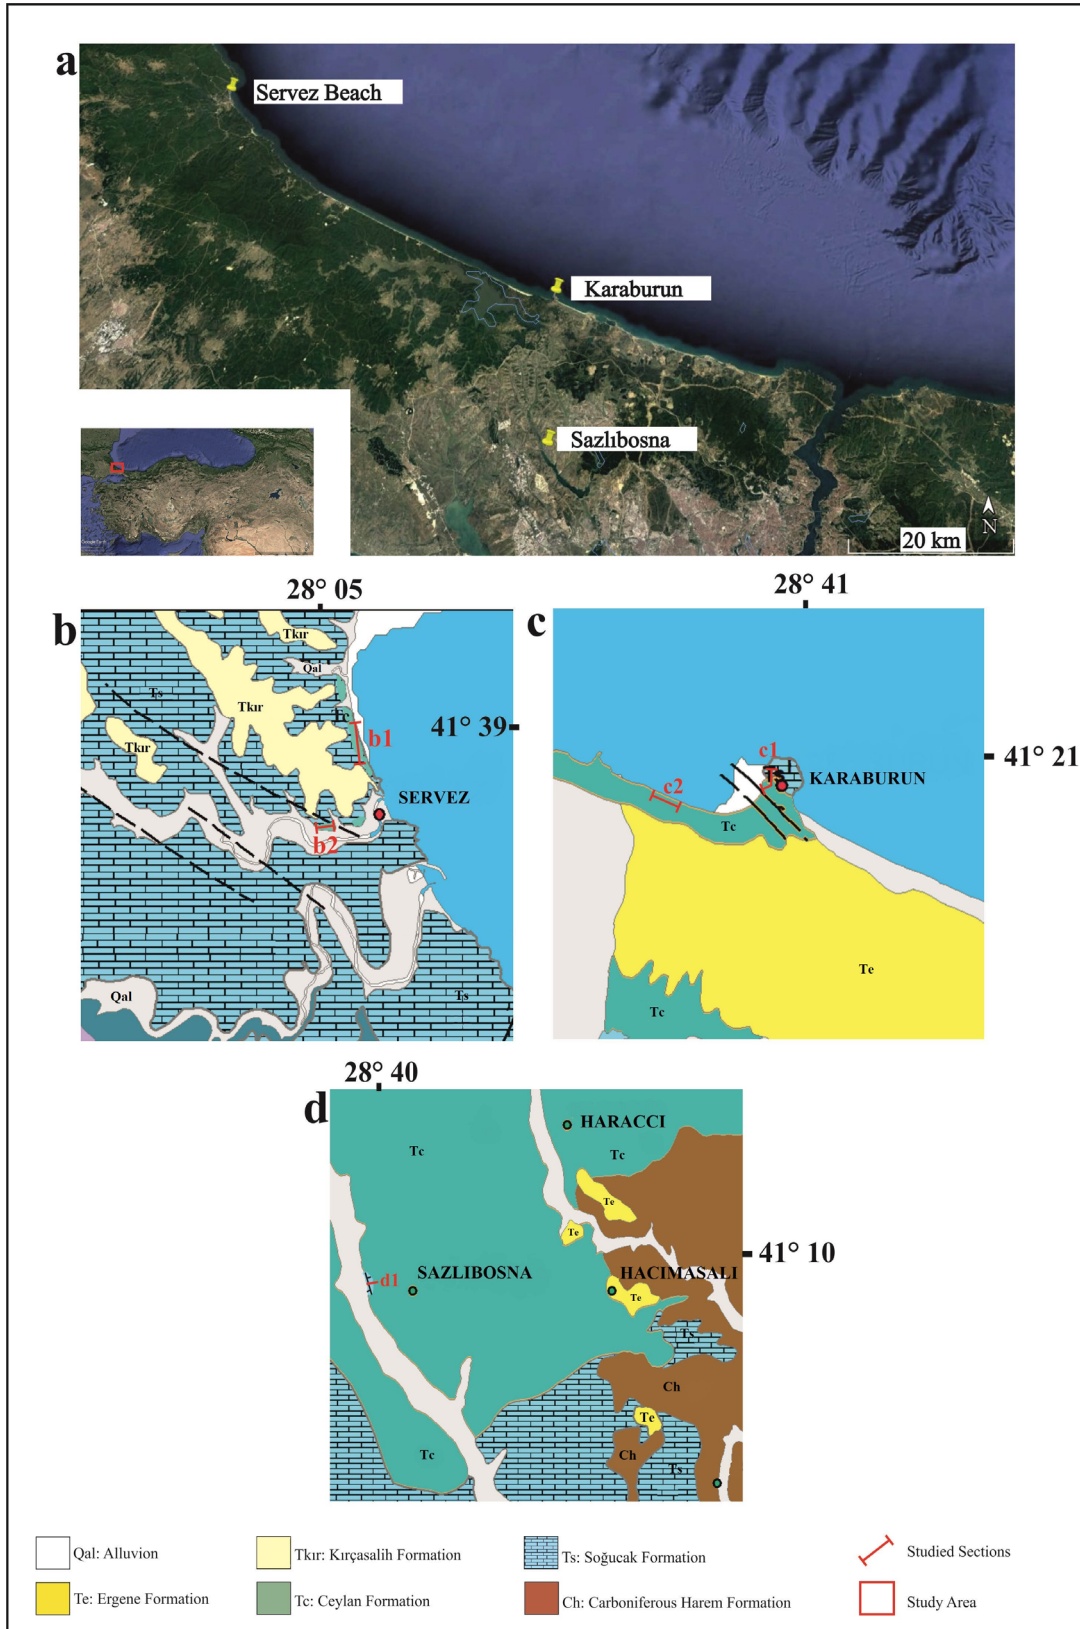 a
Servez Beach
Karaburun
Sazlıbosna
N
20 km
28° 05
28° 41
b
c
Tkır
Qal
Ts
Tkır
Tc
b1
41° 39
Tkır
SERVEZ
b2
Qal
Ts
c1
41° 21
KARABURUN
c2
Tc
Te
Tc
28° 40
d
HARACCI
Tc
Tc
Te
Te
41° 10
SAZLIBOSNA
HACIMASALI
d1
Te
Ts
Ch
Te
Tc
Ch
Ts
Qal: Alluvion
Tkır: Kırçasalih Formation
Ts: Soğucak Formation
Studied Sections
Te: Ergene Formation
Tc: Ceylan Formation
Ch: Carboniferous Harem Formation
Study Area